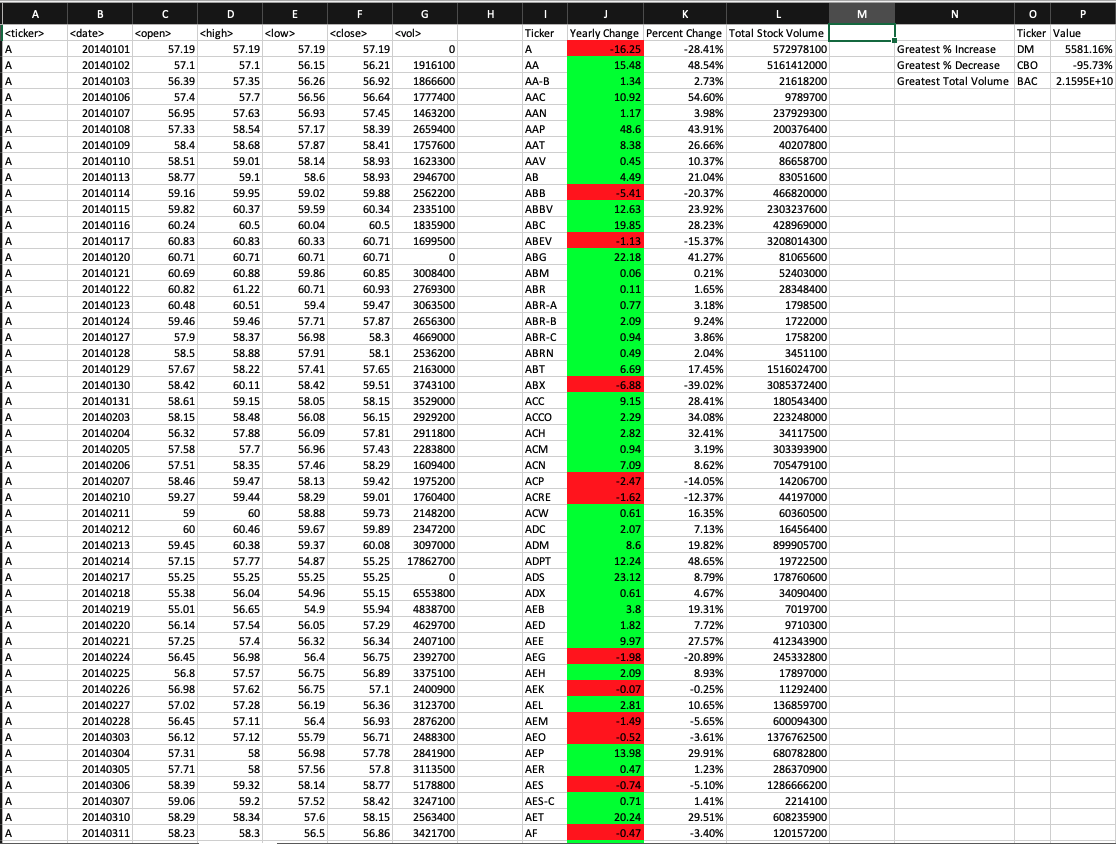 A B C D E F G H I J K L M N O P
<ticker> <date> <open> <high> <low> <close> <vol> Ticker Yearly Change Percent Change Total Stock Volume Ticker Value
A 20140101 57.19 57.19 57.19 57.19 0 A -16.25 -28.41% 572978100 Greatest % Increase DM 5581.16%
A 20140102 57.1 57.1 56.15 56.21 1916100 AA 15.48 48.54% 5161412000 Greatest % Decrease CBO -95.73%
A 20140103 56.39 57.35 56.26 56.92 1866600 AA-B 1.34 2.73% 21618200 Greatest Total Volume BAC 2.1595E+10
A 20140106 57.4 57.7 56.56 56.64 1777400 AAC 10.92 54.60% 9789700
A 20140107 56.95 57.63 56.93 57.45 1463200 AAN 1.17 3.98% 237929300
A 20140108 57.33 58.54 57.17 58.39 2659400 AAP 48.6 43.91% 200376400
A 20140109 58.4 58.68 57.87 58.41 1757600 AAT 8.38 26.66% 40207800
A 20140110 58.51 59.01 58.14 58.93 1623300 AAV 0.45 10.37% 86658700
A 20140113 58.77 59.1 58.6 58.93 2946700 AB 4.49 21.04% 83051600
A 20140114 59.16 59.95 59.02 59.88 2562200 ABB -5.41 -20.37% 466820000
A 20140115 59.82 60.37 59.59 60.34 2335100 ABBV 12.63 23.92% 2303237600
A 20140116 60.24 60.5 60.04 60.5 1835900 ABC 19.85 28.23% 428969000
A 20140117 60.83 60.83 60.33 60.71 1699500 ABEV -1.13 -15.37% 3208014300
A 20140120 60.71 60.71 60.71 60.71 0 ABG 22.18 41.27% 81065600
A 20140121 60.69 60.88 59.86 60.85 3008400 ABM 0.06 0.21% 52403000
A 20140122 60.82 61.22 60.71 60.93 2769300 ABR 0.11 1.65% 28348400
A 20140123 60.48 60.51 59.4 59.47 3063500 ABR-A 0.77 3.18% 1798500
A 20140124 59.46 59.46 57.71 57.87 2656300 ABR-B 2.09 9.24% 1722000
A 20140127 57.9 58.37 56.98 58.3 4669000 ABR-C 0.94 3.86% 1758200
A 20140128 58.5 58.88 57.91 58.1 2536200 ABRN 0.49 2.04% 3451100
A 20140129 57.67 58.22 57.41 57.65 2163000 ABT 6.69 17.45% 1516024700
A 20140130 58.42 60.11 58.42 59.51 3743100 ABX -6.88 -39.02% 3085372400
A 20140131 58.61 59.15 58.05 58.15 3529000 ACC 9.15 28.41% 180543400
A 20140203 58.15 58.48 56.08 56.15 2929200 ACCO 2.29 34.08% 223248000
A 20140204 56.32 57.88 56.09 57.81 2911800 ACH 2.82 32.41% 34117500
A 20140205 57.58 57.7 56.96 57.43 2283800 ACM 0.94 3.19% 303393900
A 20140206 57.51 58.35 57.46 58.29 1609400 ACN 7.09 8.62% 705479100
A 20140207 58.46 59.47 58.13 59.42 1975200 ACP -2.47 -14.05% 14206700
A 20140210 59.27 59.44 58.29 59.01 1760400 ACRE -1.62 -12.37% 44197000
A 20140211 59 60 58.88 59.73 2148200 ACW 0.61 16.35% 60360500
A 20140212 60 60.46 59.67 59.89 2347200 ADC 2.07 7.13% 16456400
A 20140213 59.45 60.38 59.37 60.08 3097000 ADM 8.6 19.82% 899905700
A 20140214 57.15 57.77 54.87 55.25 17862700 ADPT 12.24 48.65% 19722500
A 20140217 55.25 55.25 55.25 55.25 0 ADS 23.12 8.79% 178760600
A 20140218 55.38 56.04 54.96 55.15 6553800 ADX 0.61 4.67% 34090400
A 20140219 55.01 56.65 54.9 55.94 4838700 AEB 3.8 19.31% 7019700
A 20140220 56.14 57.54 56.05 57.29 4629700 AED 1.82 7.72% 9710300
A 20140221 57.25 57.4 56.32 56.34 2407100 AEE 9.97 27.57% 412343900
A 20140224 56.45 56.98 56.4 56.75 2392700 AEG -1.98 -20.89% 245332800
A 20140225 56.8 57.57 56.75 56.89 3375100 AEH 2.09 8.93% 17897000
A 20140226 56.98 57.62 56.75 57.1 2400900 AEK -0.07 -0.25% 11292400
A 20140227 57.02 57.28 56.19 56.36 3123700 AEL 2.81 10.65% 136859700
A 20140228 56.45 57.11 56.4 56.93 2876200 AEM -1.49 -5.65% 600094300
A 20140303 56.12 57.12 55.79 56.71 2488300 AEO -0.52 -3.61% 1376762500
A 20140304 57.31 58 56.98 57.78 2841900 AEP 13.98 29.91% 680782800
A 20140305 57.71 58 57.56 57.8 3113500 AER 0.47 1.23% 286370900
A 20140306 58.39 59.32 58.14 58.77 5178800 AES -0.74 -5.10% 1286666200
A 20140307 59.06 59.2 57.52 58.42 3247100 AES-C 0.71 1.41% 2214100
A 20140310 58.29 58.34 57.6 58.15 2563400 AET 20.24 29.51% 608235900
A 20140311 58.23 58.3 56.5 56.86 3421700 AF -0.47 -3.40% 120157200